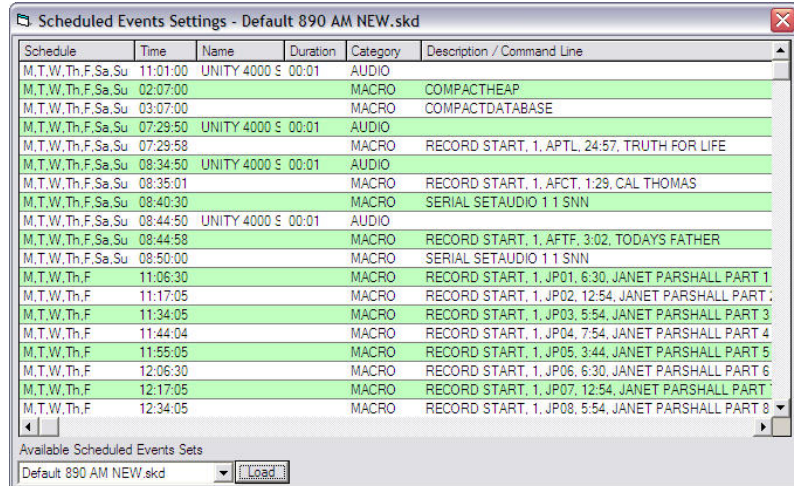 Scheduled Events Settings - Default 890 AM NEW.skd
Schedule Time Name Duration Category Description / Command Line
M,T,W,Th,F,Sa,Su 11:01:00 UNITY 4000 S 00:01 AUDIO
M,T,W,Th,F,Sa,Su 02:07:00 MACRO COMPACTHEAP
M,T,W,Th,F,Sa,Su 03:07:00 MACRO COMPACTDATABASE
M,T,W,Th,F,Sa,Su 07:29:50 UNITY 4000 S 00:01 AUDIO
M,T,W,Th,F,Sa,Su 07:29:58 MACRO RECORD START, 1, APTL, 24:57, TRUTH FOR LIFE
M,T,W,Th,F,Sa,Su 08:34:50 UNITY 4000 S 00:01 AUDIO
M,T,W,Th,F,Sa,Su 08:35:01 MACRO RECORD START, 1, AFCT, 1:29, CAL THOMAS
M,T,W,Th,F,Sa,Su 08:40:30 MACRO SERIAL SETAUDIO 1 1 SNN
M,T,W,Th,F,Sa,Su 08:44:50 UNITY 4000 S 00:01 AUDIO
M,T,W,Th,F,Sa,Su 08:44:58 MACRO RECORD START, 1, AFTF, 3:02, TODAYS FATHER
M,T,W,Th,F,Sa,Su 08:50:00 MACRO SERIAL SETAUDIO 1 1 SNN
M,T,W,Th,F 11:06:30 MACRO RECORD START, 1, JP01, 6:30, JANET PARSHALL PART 1
M,T,W,Th,F 11:17:05 MACRO RECORD START, 1, JP02, 12:54, JANET PARSHALL PART 2
M,T,W,Th,F 11:34:05 MACRO RECORD START, 1, JP03, 5:54, JANET PARSHALL PART 3
M,T,W,Th,F 11:44:04 MACRO RECORD START, 1, JP04, 7:54, JANET PARSHALL PART 4
M,T,W,Th,F 11:55:05 MACRO RECORD START, 1, JP05, 3:44, JANET PARSHALL PART 5
M,T,W,Th,F 12:06:30 MACRO RECORD START, 1, JP06, 6:30, JANET PARSHALL PART 6
M,T,W,Th,F 12:17:05 MACRO RECORD START, 1, JP07, 12:54, JANET PARSHALL PART
M,T,W,Th,F 12:34:05 MACRO RECORD START, 1, JP08, 5:54, JANET PARSHALL PART 8
Available Scheduled Events Sets
Default 890 AM NEW.skd Load